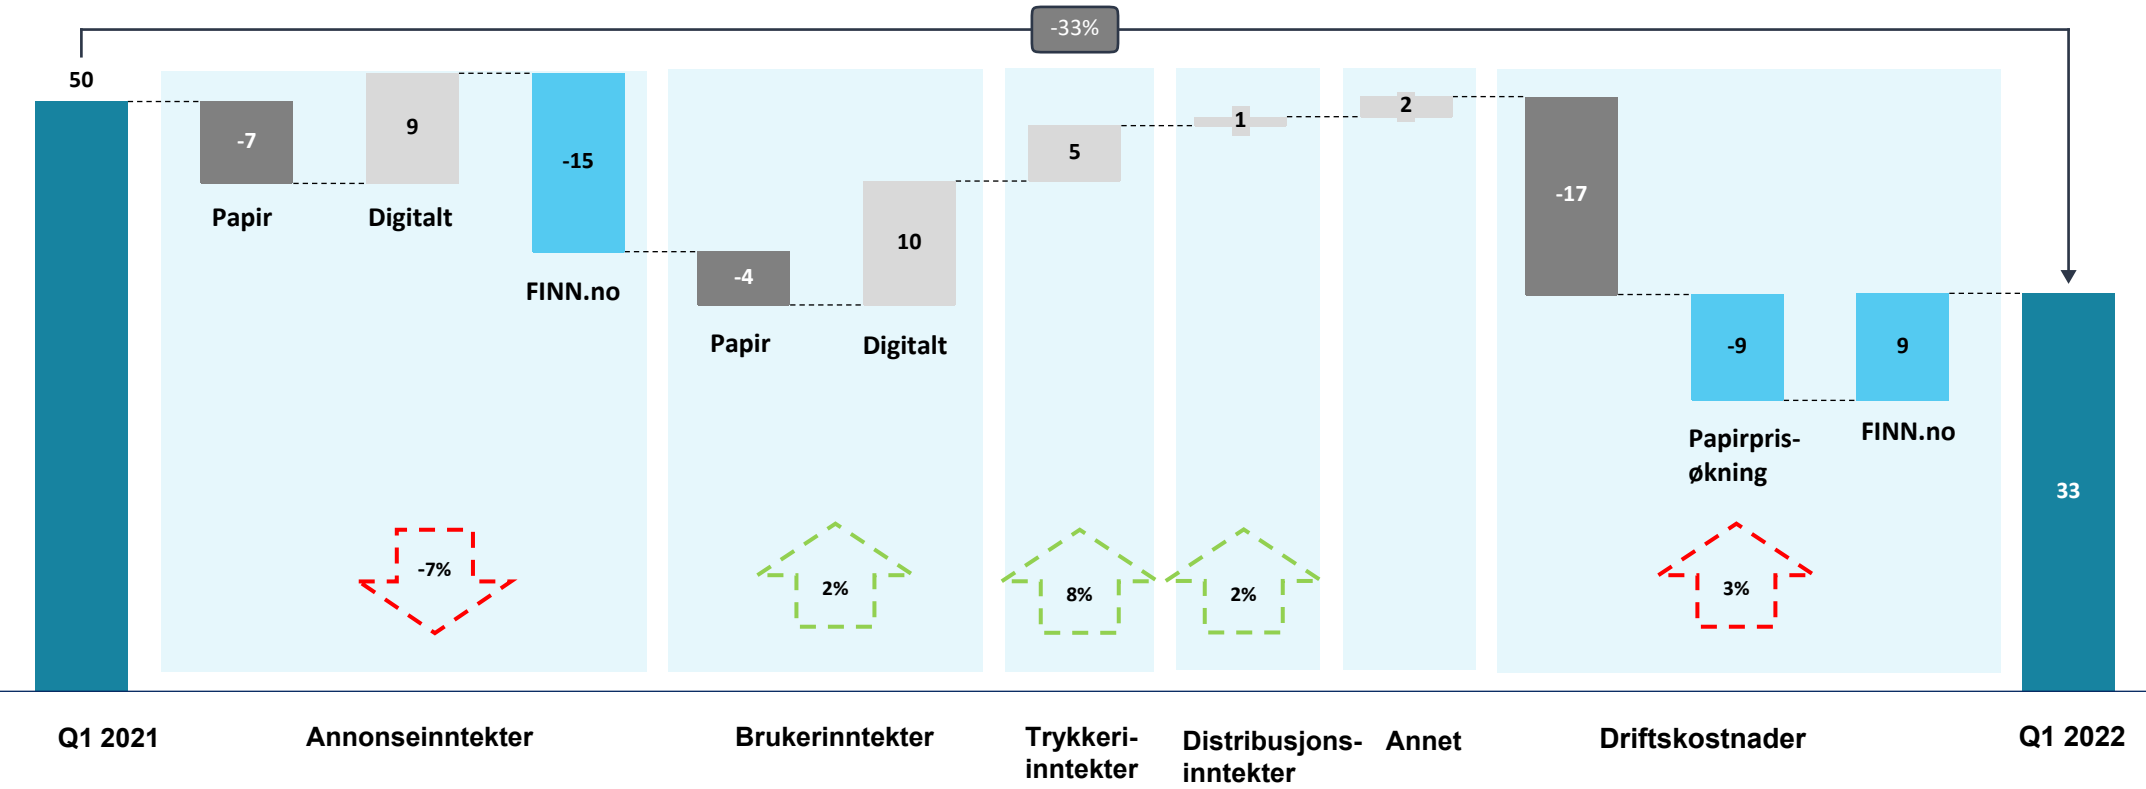 -33%
50
-7
9
-15
-4
10
5
1
2
-17
-9
9
33
Papir
Digitalt
FINN.no
Papir
Digitalt
Papirpris-
økning
FINN.no
-7%
2%
8%
2%
3%
Q1 2021
Annonseinntekter
Brukerinntekter
Trykkeri-
inntekter
Distribusjons-
inntekter
Annet
Driftskostnader
Q1 2022